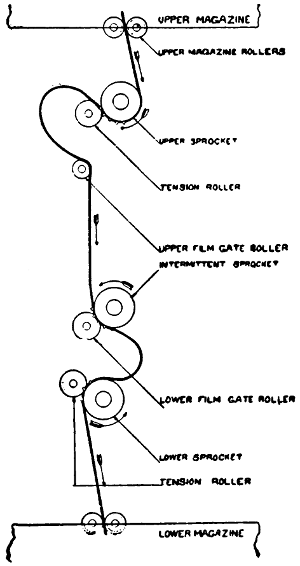 UPPER MAGAZINE
UPPER MAGAZINE ROLLERS
UPPER SPROCKET
TENSION ROLLER
UPPER FILM GATE ROLLER
INTERMITTENT SPROCKET
LOWER FILM GATE ROLLER
LOWER SPROCKET
TENSION ROLLER
LOWER MAGAZINE